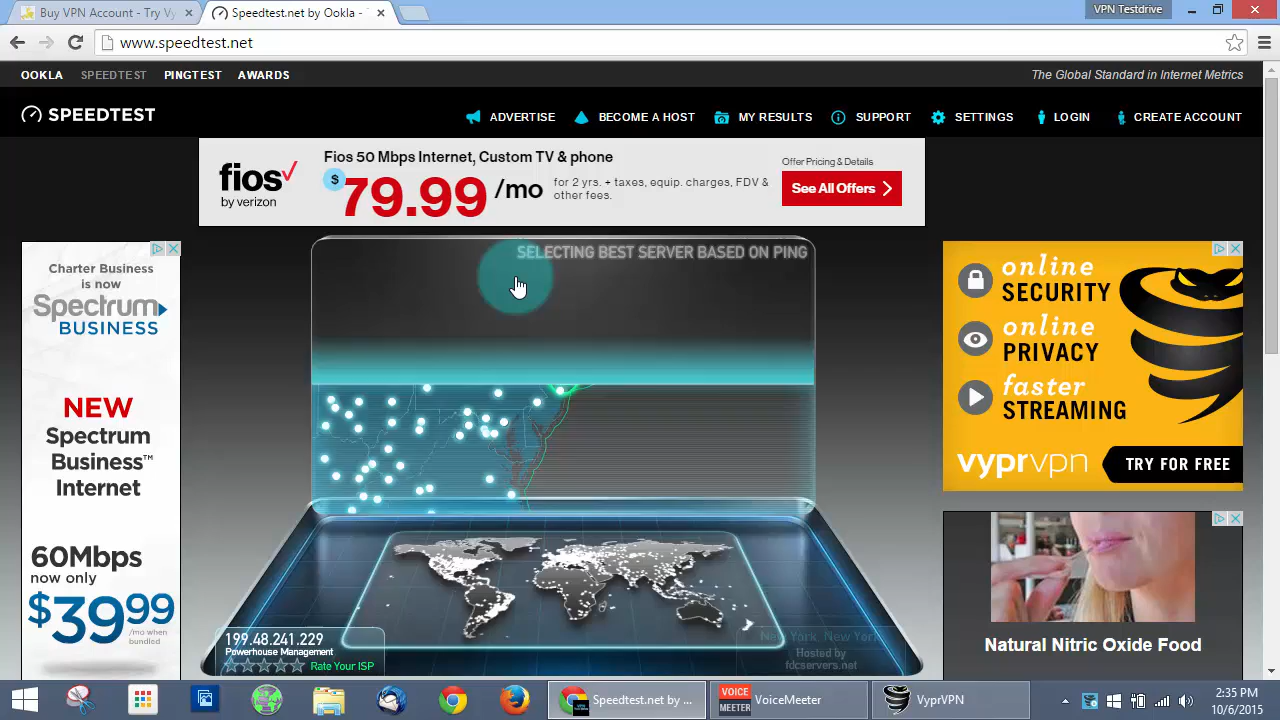 Buy VPN Account - Try Vy
Speedtest.net by Ookla -
VPN Testdrive
www.speedtest.net
OOKLA SPEEDTEST PINGTEST AWARDS
The Global Standard in Internet Metrics
SPEEDTEST
ADVERTISE BECOME A HOST MY RESULTS SUPPORT SETTINGS LOGIN CREATE ACCOUNT
fios
by verizon
Fios 50 Mbps Internet, Custom TV & phone
$79.99 /mo
for 2 yrs. + taxes, equip. charges, FDV &
other fees.
Offer Pricing & Details
See All Offers
Charter Business
is now
Spectrum
BUSINESS
NEW
Spectrum
Business™
Internet
60Mbps
now only
$39.99
/mo when
bundled
SELECTING BEST SERVER BASED ON PING
199.48.241.229
Powerhouse Management
Rate Your ISP
New York, New York
Hosted by
fdcservers.net
online
SECURITY
online
PRIVACY
faster
STREAMING
vyprvpn
TRY FOR FREE
Natural Nitric Oxide Food
Speedtest.net by ...
VOICE
MEETER
VoiceMeeter
VyprVPN
2:35 PM
10/6/2015